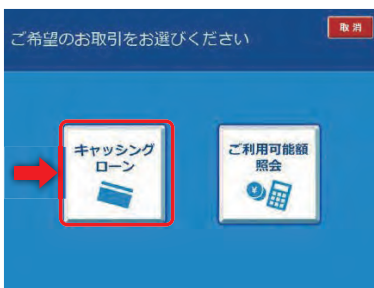 ご希望のお取引をお選びください
取消
キャッシング
ローン
ご利用可能額
照会
¥